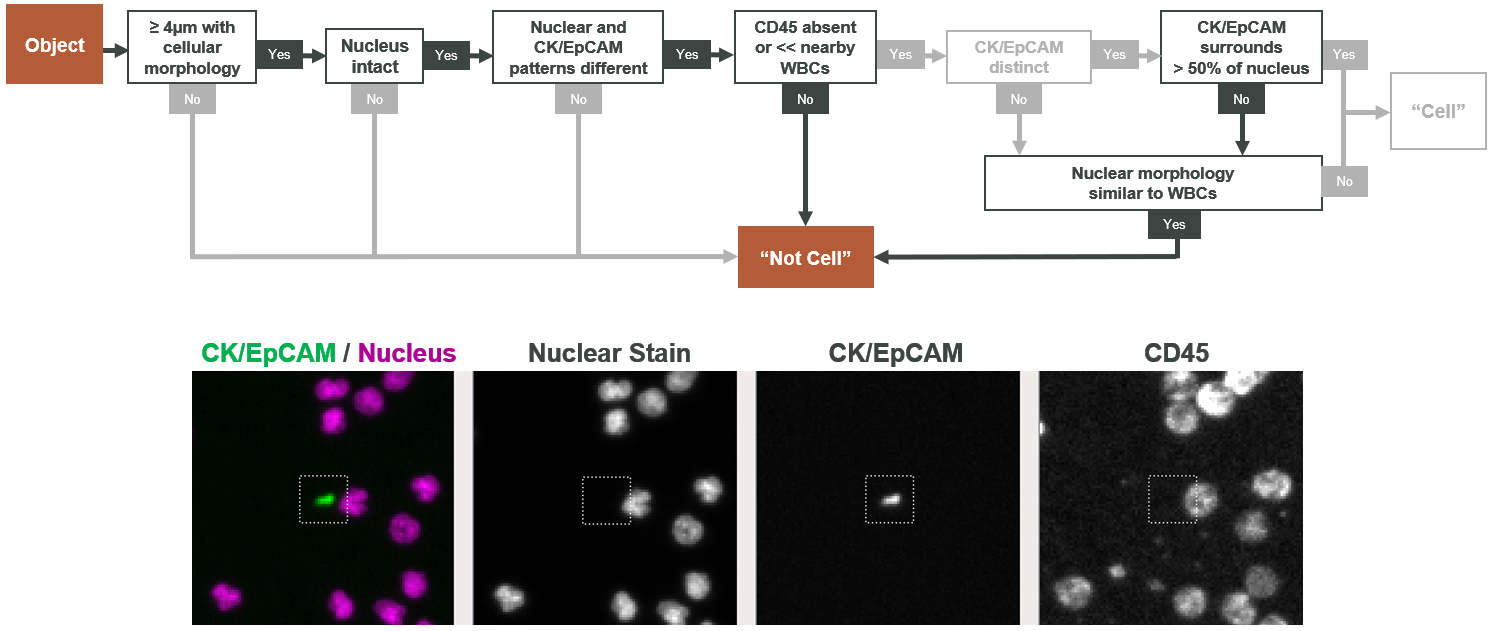 Object
≥ 4µm with
cellular
morphology
Yes
No
Nucleus
intact
Yes
No
Nuclear and
CK/EpCAM
patterns different
Yes
No
CD45 absent
or << nearby
WBCs
Yes
No
CK/EpCAM
distinct
Yes
No
CK/EpCAM
surrounds
> 50% of nucleus
Yes
No
"Cell"
Nuclear morphology
similar to WBCs
No
Yes
"Not Cell"
CK/EpCAM / Nucleus
Nuclear Stain
CK/EpCAM
CD45